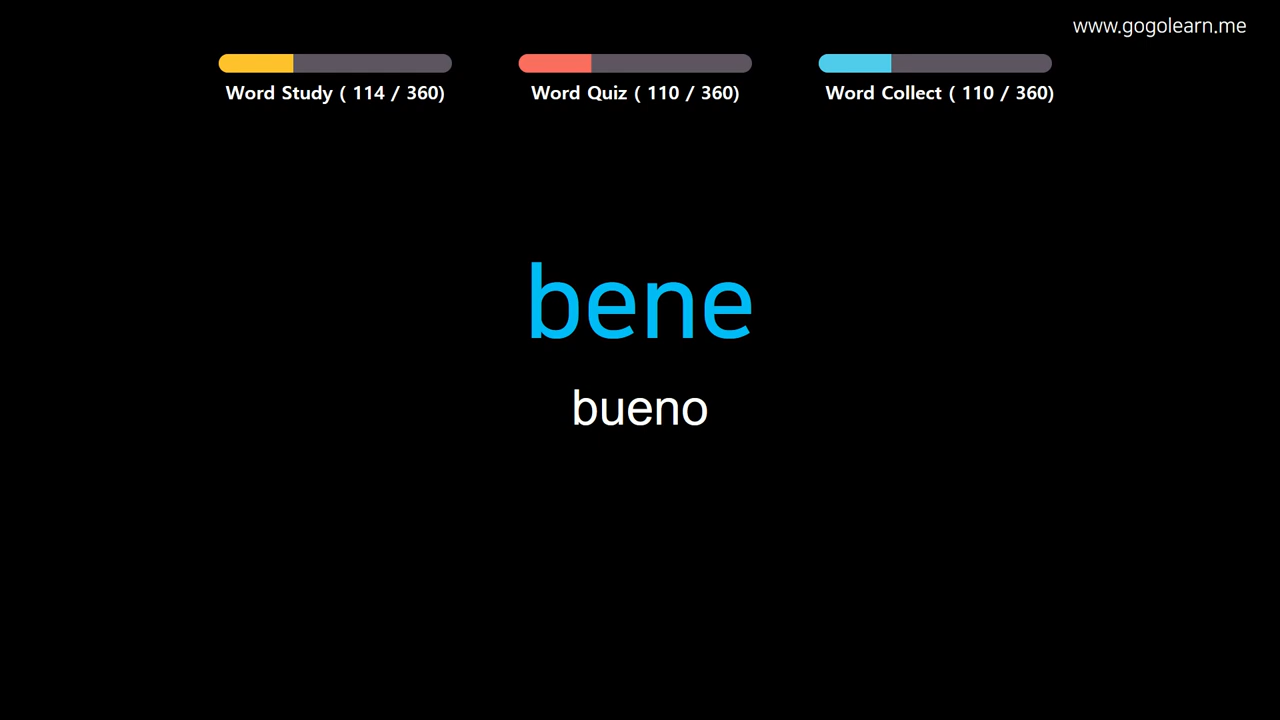 www.gogolearn.me
Word Study ( 114 / 360)
Word Quiz ( 110 / 360)
Word Collect ( 110 / 360)
bene
bueno